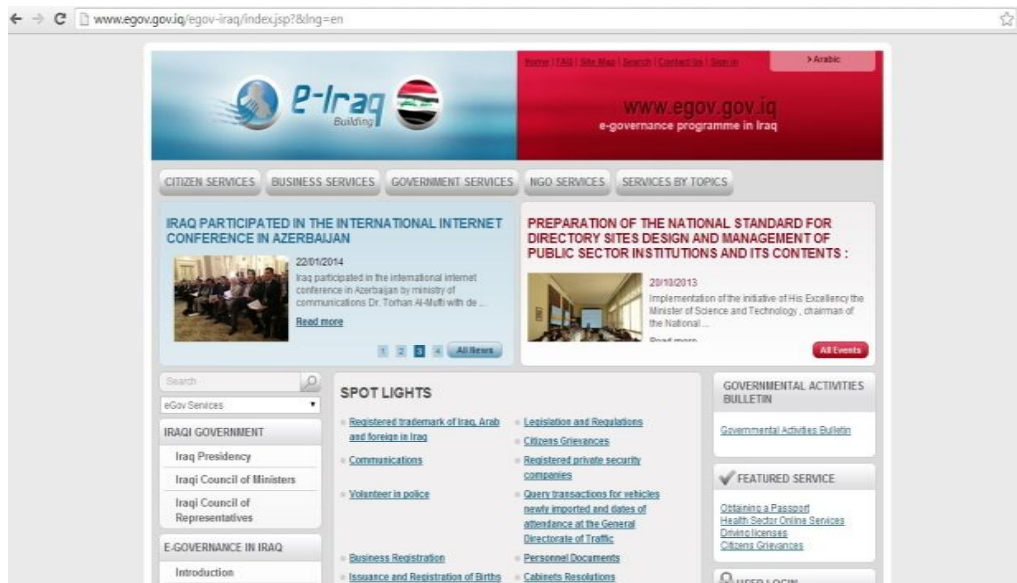 www.egov.gov.iq/egov-iraq/index.jsp?&lng=en
Home | FAQ | Site Map | Search | Contact Us | Sign in
> Arabic
e-Iraq
Building
www.egov.gov.iq
e-governance programme in Iraq
CITIZEN SERVICES
BUSINESS SERVICES
GOVERNMENT SERVICES
NGO SERVICES
SERVICES BY TOPICS
IRAQ PARTICIPATED IN THE INTERNATIONAL INTERNET
CONFERENCE IN AZERBAIJAN
22/01/2014
Iraq participated in the international internet
conference in Azerbaijan by ministry of
communications Dr. Torhan Al-Mufti with de ...
Read more
1 2 3 4
All News
PREPARATION OF THE NATIONAL STANDARD FOR
DIRECTORY SITES DESIGN AND MANAGEMENT OF
PUBLIC SECTOR INSTITUTIONS AND ITS CONTENTS :
20/10/2013
Implementation of the initiative of His Excellency the
Minister of Science and Technology , chairman of
the National ...
Read more
All Events
Search
eGov Services
IRAQI GOVERNMENT
Iraq Presidency
Iraqi Council of Ministers
Iraqi Council of
Representatives
E-GOVERNANCE IN IRAQ
Introduction
SPOT LIGHTS
Registered trademark of Iraq, Arab
and foreign in Iraq
Communications
Volunteer in police
Business Registration
Issuance and Registration of Births
Legislation and Regulations
Citizens Grievances
Registered private security
companies
Query transactions for vehicles
newly imported and dates of
attendance at the General
Directorate of Traffic
Personnel Documents
Cabinets Resolutions
GOVERNMENTAL ACTIVITIES
BULLETIN
Governmental Activities Bulletin
FEATURED SERVICE
Obtaining a Passport
Health Sector Online Services
Driving licenses
Citizens Grievances
USER LOGIN